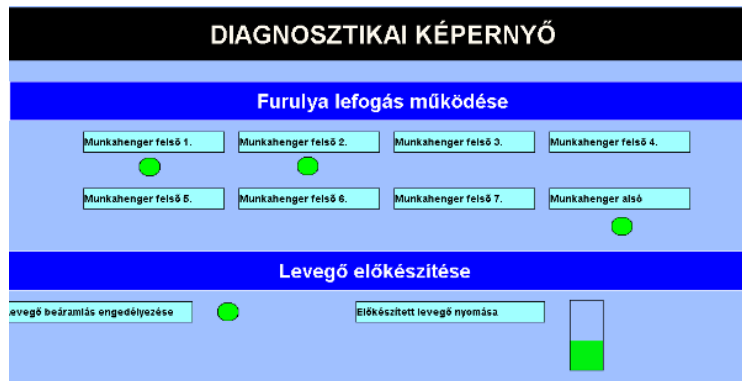 DIAGNOSZTIKAI KÉPERNYŐ
Furulya lefogás működése
Munkahenger felső 1.
Munkahenger felső 2.
Munkahenger felső 3.
Munkahenger felső 4.
Munkahenger felső 5.
Munkahenger felső 6.
Munkahenger felső 7.
Munkahenger alsó
Levegő előkészítése
evegő beáramlás engedélyezése
Előkészített levegő nyomása